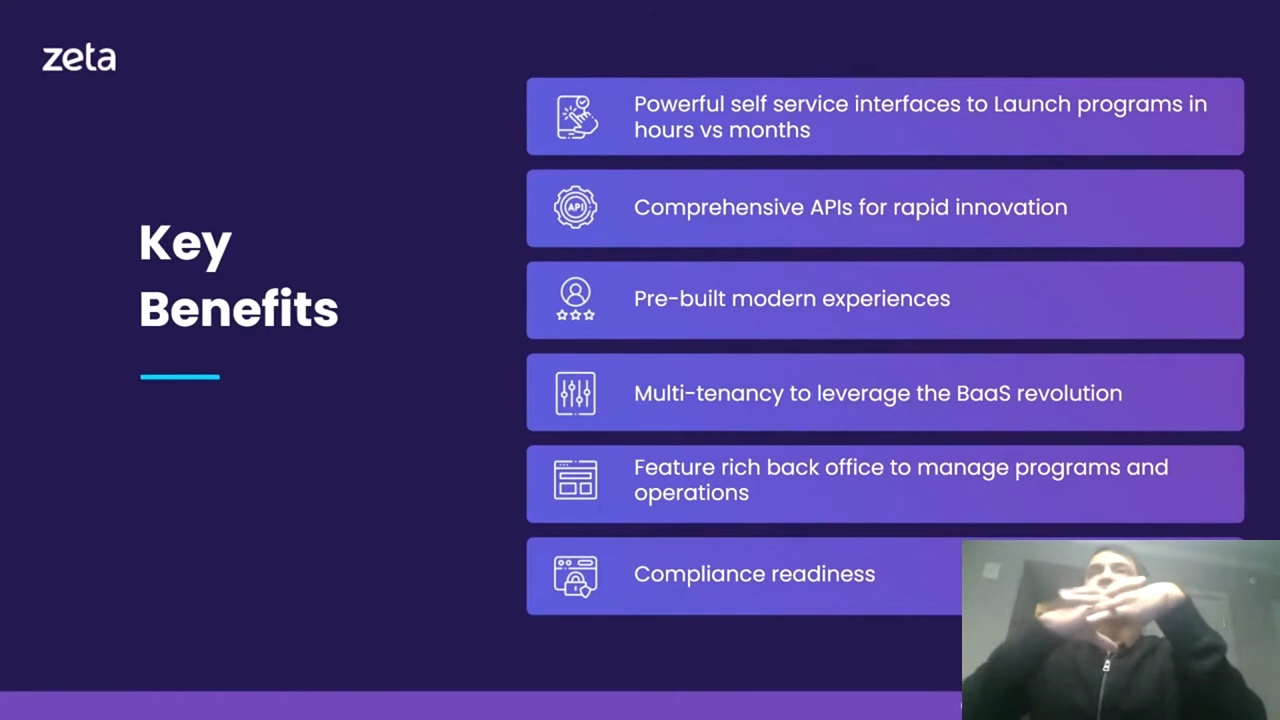 zeta
Key
Benefits
Powerful self service interfaces to Launch programs in
hours vs months
API
Comprehensive APIs for rapid innovation
Pre-built modern experiences
Multi-tenancy to leverage the BaaS revolution
Feature rich back office to manage programs and
operations
Compliance readiness